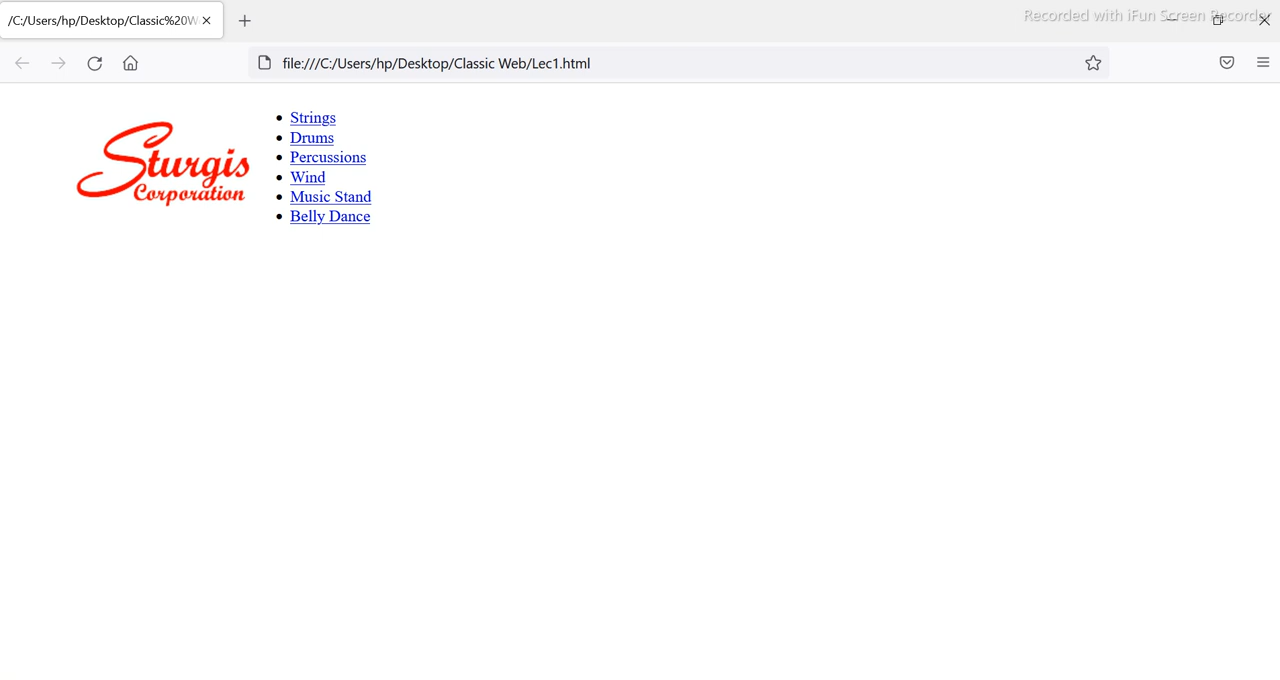 /C:/Users/hp/Desktop/Classic%20W
Recorded with iFun Screen Recorder
file:///C:/Users/hp/Desktop/Classic Web/Lec1.html
Sturgis
Corporation
Strings
Drums
Percussions
Wind
Music Stand
Belly Dance